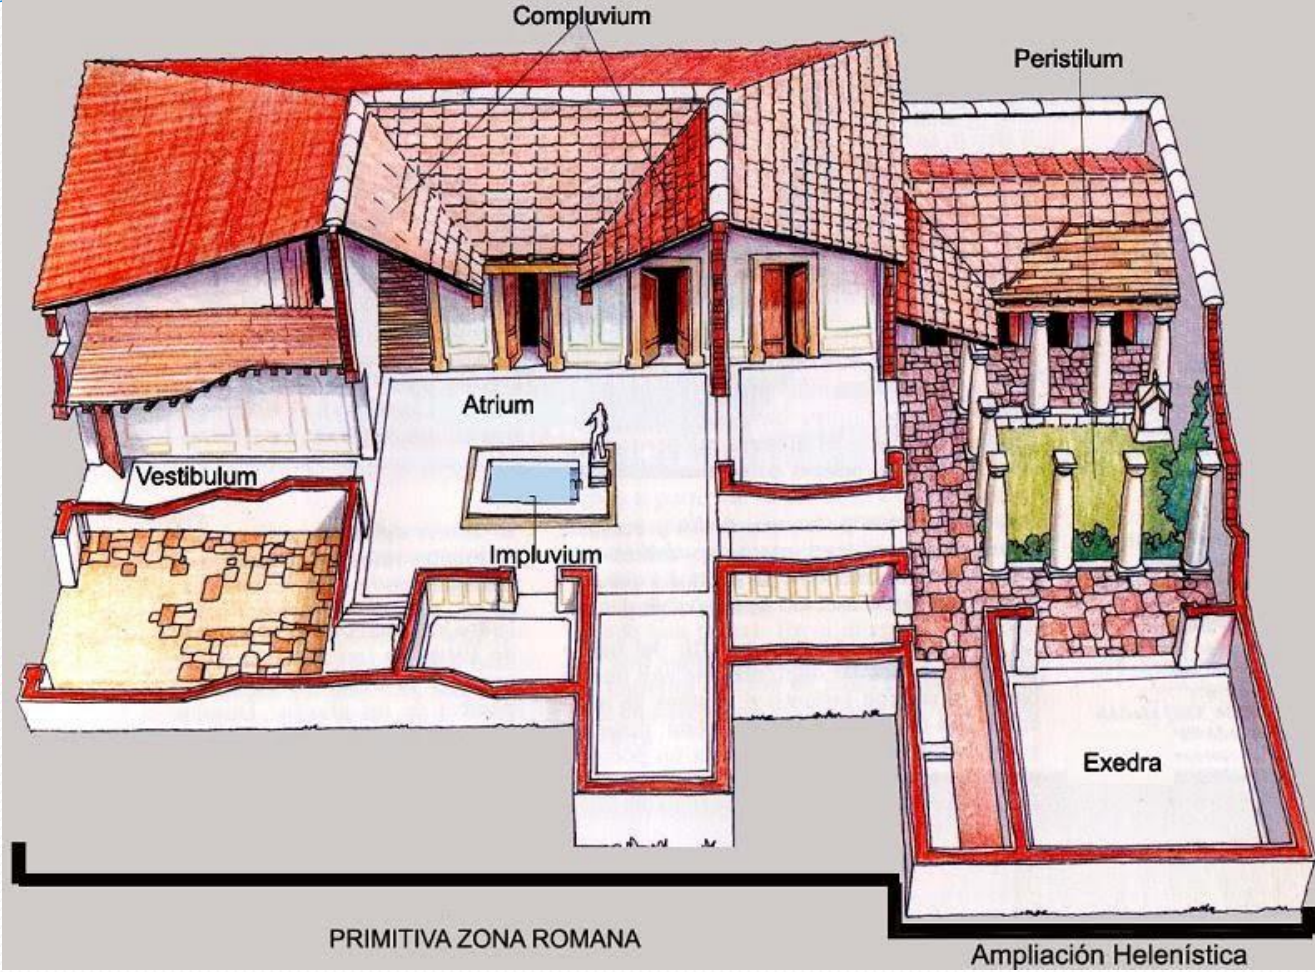 Compluvium
Peristilum
Atrium
Vestibulum
Impluvium
Exedra
PRIMITIVA ZONA ROMANA
Ampliación Helenística